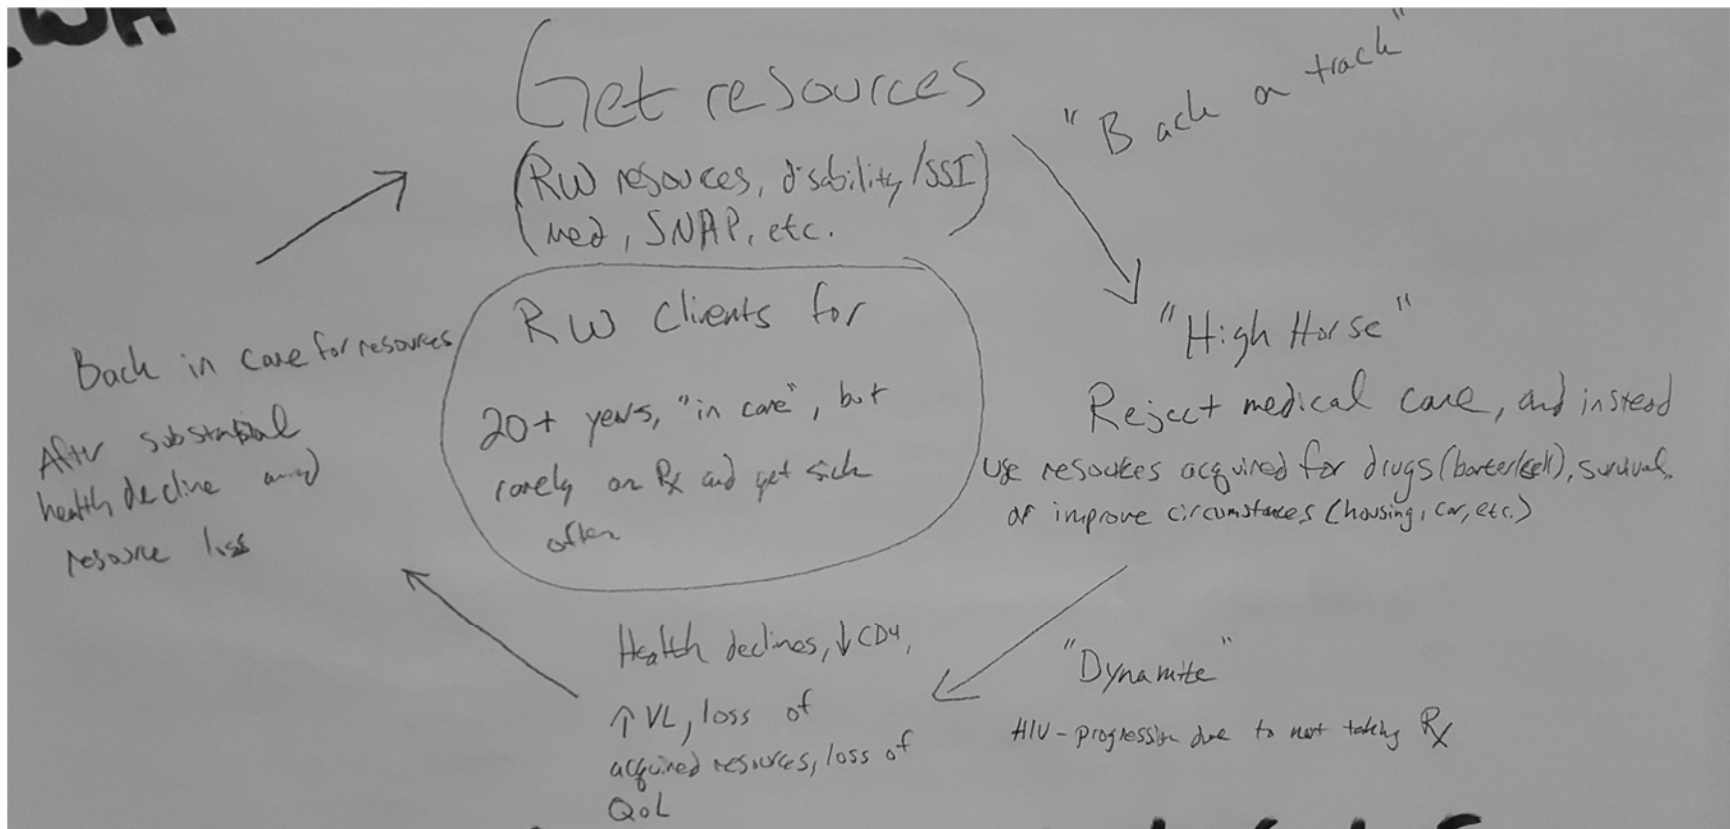 Get resources
(RW resources, disability/SSI)
(med, SNAP, etc.)
"Back on track"
"High Horse"
Reject medical care, and instead
use resources acquired for drugs (barter/sell), survival,
or improve circumstances (housing, car, etc.)
"Dynamite"
HIV - progression due to not taking Rx
Health declines, ↓ CD4,
↑ VL, loss of
acquired resources, loss of
QoL
Back in care for resources
After substantial
health decline and
resource loss
RW clients for
20+ years, "in care", but
rarely on Rx and get sick
often